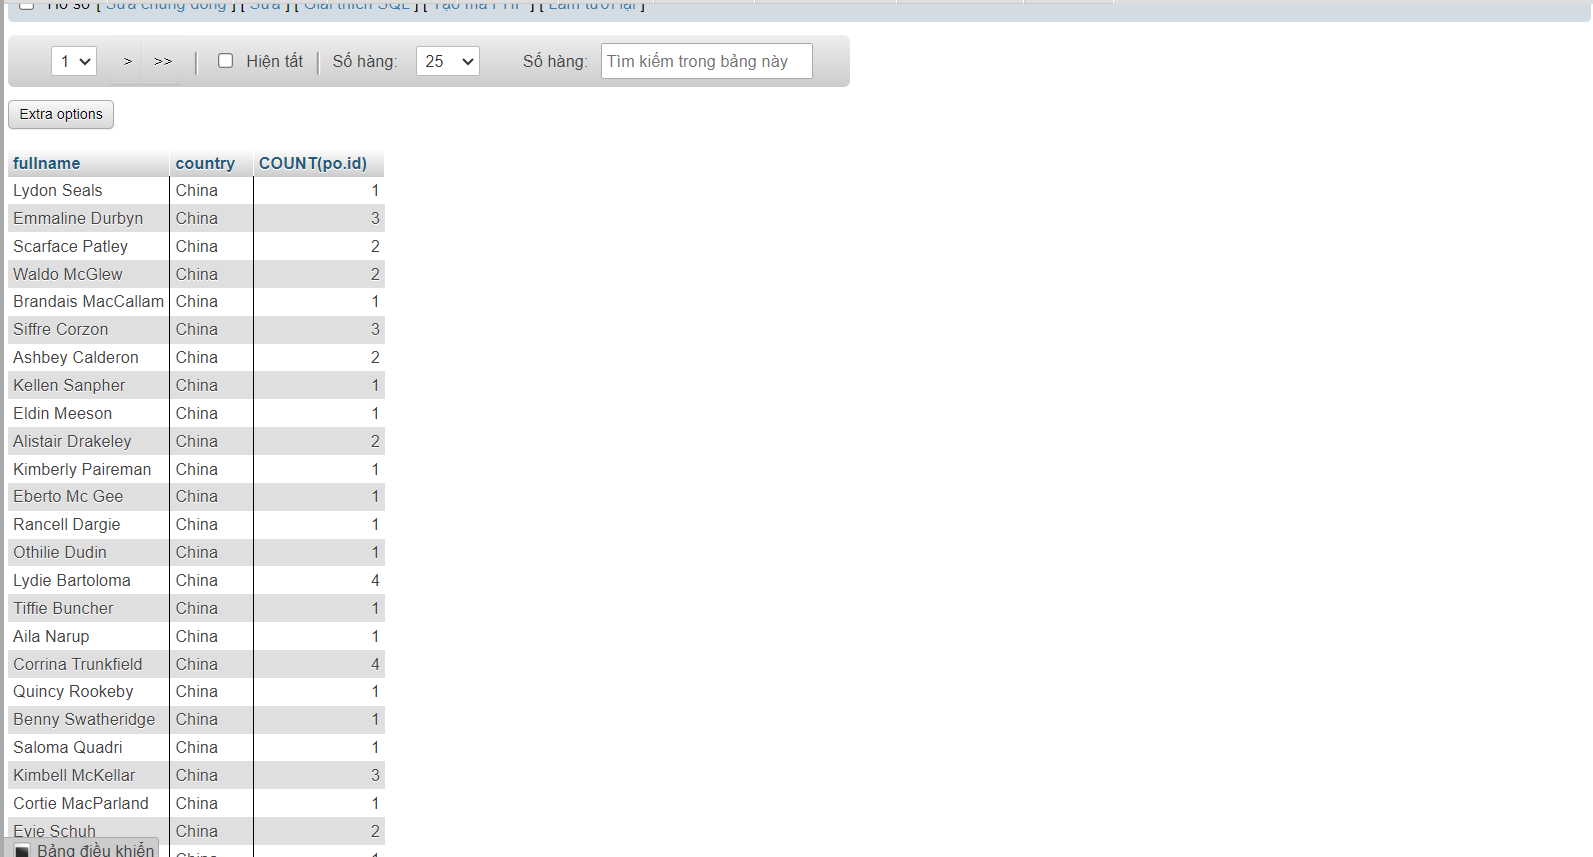 Hồ sơ [ Sửa chung dòng ] [ Sửa ] [ Giải thích SQL ] [ Tạo mã PHP ] [ Làm tươi lại ]
1 > >> Hiện tất Số hàng: 25 Số hàng: Tìm kiếm trong bảng này
Extra options
fullname country COUNT(po.id)
Lydon Seals China 1
Emmaline Durbyn China 3
Scarface Patley China 2
Waldo McGlew China 2
Brandais MacCallam China 1
Siffre Corzon China 3
Ashbey Calderon China 2
Kellen Sanpher China 1
Eldin Meeson China 1
Alistair Drakeley China 2
Kimberly Paireman China 1
Eberto Mc Gee China 1
Rancell Dargie China 1
Othilie Dudin China 1
Lydie Bartoloma China 4
Tiffie Buncher China 1
Aila Narup China 1
Corrina Trunkfield China 4
Quincy Rookeby China 1
Benny Swatheridge China 1
Saloma Quadri China 1
Kimbell McKellar China 3
Cortie MacParland China 1
Evie Schuh China 2
Bảng điều khiển China